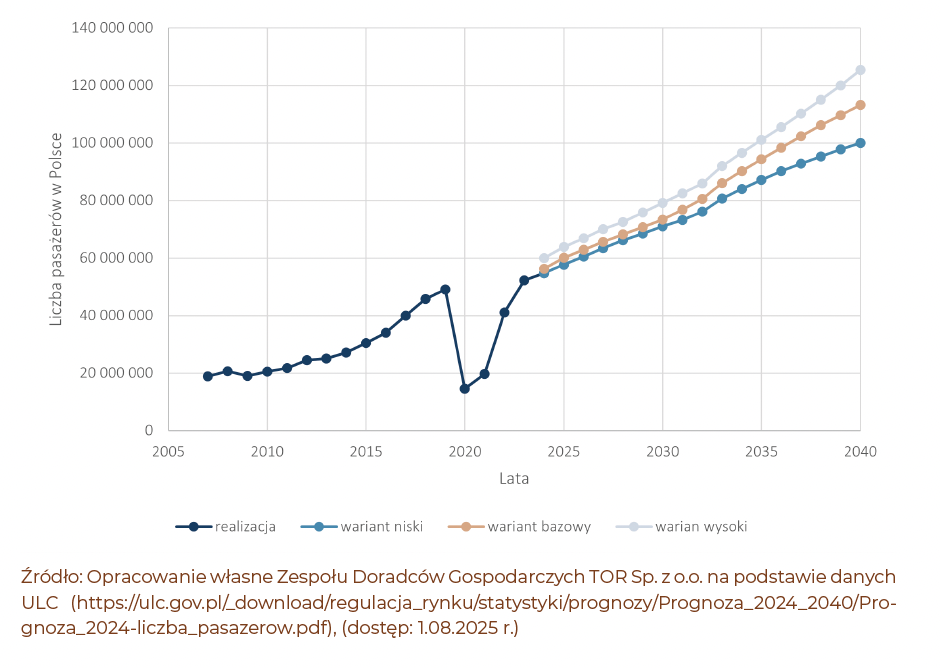 140 000 000
120 000 000
100 000 000
80 000 000
60 000 000
40 000 000
20 000 000
0
Liczba pasażerów w Polsce
2005 2010 2015 2020 2025 2030 2035 2040
Lata
realizacja wariant niski wariant bazowy warian wysoki
Źródło: Opracowanie własne Zespołu Doradców Gospodarczych TOR Sp. z o.o. na podstawie danych
ULC (https://ulc.gov.pl/_download/regulacja_rynku/statystyki/prognozy/Prognoza_2024_2040/Pro-
gnoza_2024-liczba_pasazerow.pdf), (dostęp: 1.08.2025 r.)